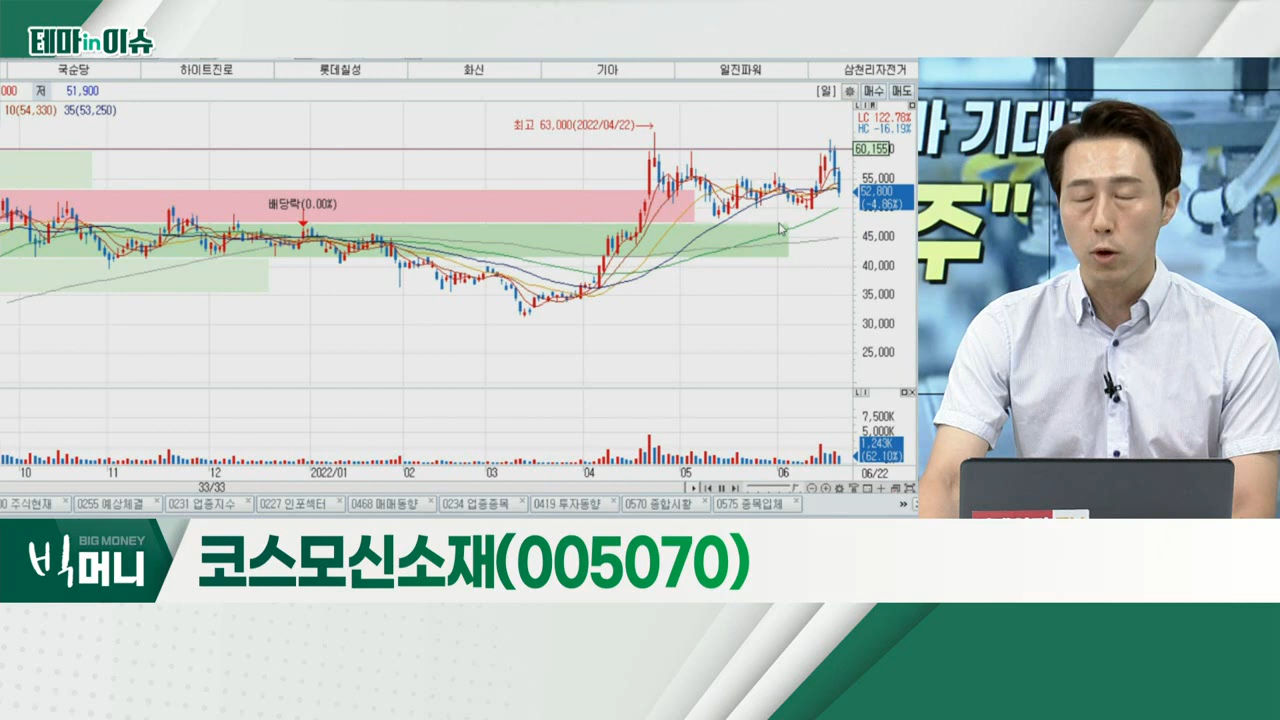 테마in이슈
국순당 하이트진로 롯데칠성 화신 기아 일진파워 삼천리자전거
000 저 51,900 [일] 매수 매도
10(54,330) 35(53,250)
최고 63,000(2022/04/22)→
LC 122.78%
HC -16.19%
60,155
55,000
52,800
(-4.86%)
45,000
40,000
35,000
30,000
25,000
배당락(0.00%)
7,500K
5,000K
1,243K
(62.10%)
10 11 12 2022/01 02 03 04 05 06 06/22
33/33
00 주식현재 0255 예상체결 0231 업종지수 0227 인포섹터 0468 매매동향 0234 업종종목 0419 투자동향 0570 종합시황 0575 종목업체
기대
주"
BIG MONEY
빅머니
코스모신소재(005070)